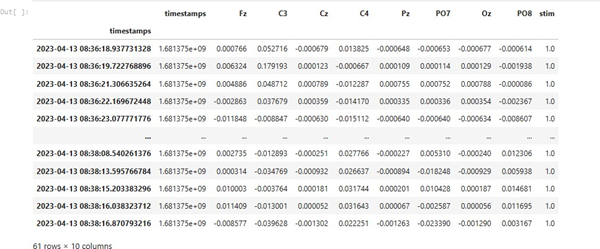 Out[ ]:
timestamps Fz C3 Cz C4 Pz PO7 Oz PO8 stim
timestamps
2023-04-13 08:36:18.937731328 1.681375e+09 0.000766 0.052716 -0.000679 0.013825 -0.000648 -0.000653 -0.000677 -0.000614 1.0
2023-04-13 08:36:19.722768896 1.681375e+09 0.006324 0.179193 0.000123 -0.000667 0.000109 0.000114 0.000129 -0.001938 1.0
2023-04-13 08:36:21.306635264 1.681375e+09 0.004886 0.048712 0.000789 -0.012287 0.000755 0.000752 0.000788 -0.000086 1.0
2023-04-13 08:36:22.169672448 1.681375e+09 -0.002863 0.037679 0.000359 -0.014170 0.000335 0.000336 0.000354 -0.002367 1.0
2023-04-13 08:36:23.077771776 1.681375e+09 -0.011848 -0.008847 -0.000630 -0.015112 -0.000640 -0.000640 -0.000634 -0.008607 1.0
... ... ... ... ... ... ... ... ... ... ...
2023-04-13 08:38:08.540261376 1.681375e+09 0.002735 -0.012893 -0.000251 0.027766 -0.000227 0.005310 -0.000240 0.012306 1.0
2023-04-13 08:38:13.595766784 1.681375e+09 0.000314 -0.034769 -0.000932 0.026637 -0.000894 -0.018248 -0.000929 0.005938 1.0
2023-04-13 08:38:15.203383296 1.681375e+09 0.010003 -0.003764 0.000181 0.031744 0.000201 0.010428 0.000187 0.014681 1.0
2023-04-13 08:38:16.038323712 1.681375e+09 0.011409 -0.013001 0.000052 0.031643 0.000067 -0.002587 0.000056 0.011695 1.0
2023-04-13 08:38:16.870793216 1.681375e+09 -0.008577 -0.039628 -0.001302 0.022251 -0.001263 -0.023390 -0.001290 0.003167 1.0
61 rows × 10 columns